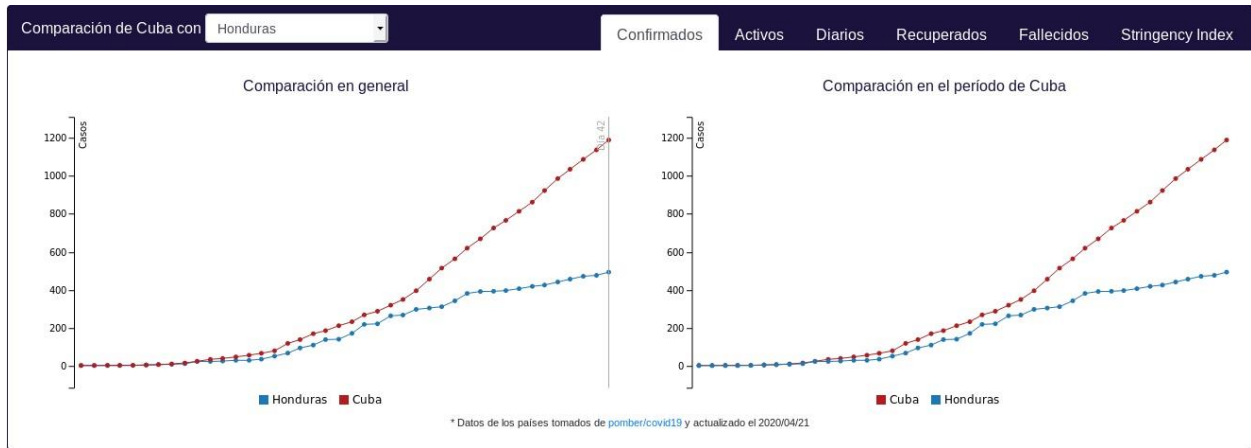 Comparación de Cuba con Honduras Confirmados Activos Diarios Recuperados Fallecidos Stringency Index
Comparación en general
Casos
Día 42
1200
1000
800
600
400
200
0
Honduras Cuba
Comparación en el período de Cuba
Casos
1200
1000
800
600
400
200
0
Cuba Honduras
* Datos de los países tomados de pomber/covid19 y actualizado el 2020/04/21